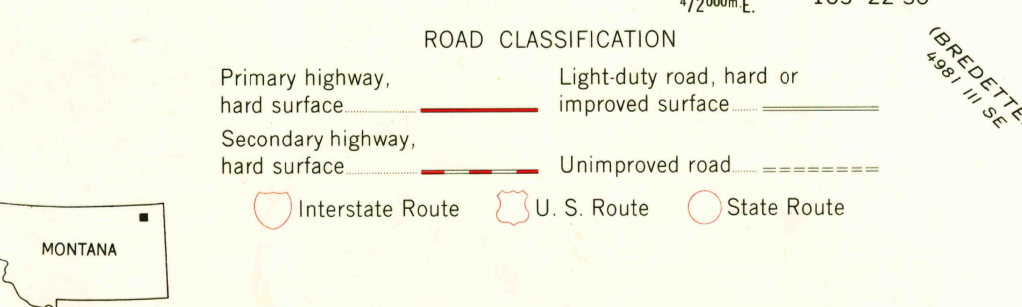 ⁴72⁰⁰⁰ᵐ·E.
ROAD CLASSIFICATION
(BREDETTE
4981 III SE
Primary highway,
hard surface
Light-duty road, hard or
improved surface
Secondary highway,
hard surface
Unimproved road
Interstate Route
U. S. Route
State Route
MONTANA